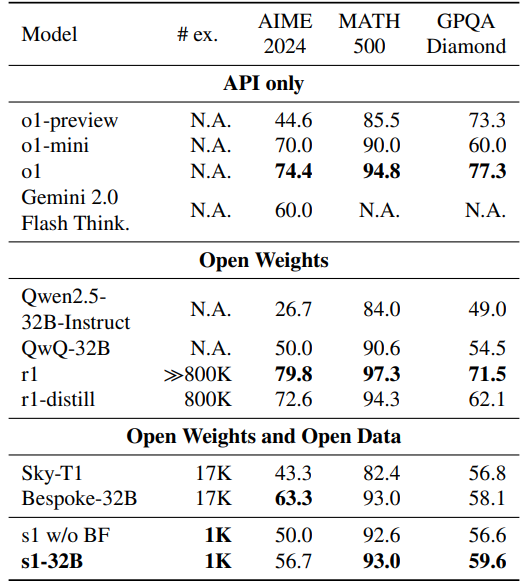 Model # ex. AIME 2024 MATH 500 GPQA Diamond
API only
o1-preview N.A. 44.6 85.5 73.3
o1-mini N.A. 70.0 90.0 60.0
o1 N.A. 74.4 94.8 77.3
Gemini 2.0 Flash Think. N.A. 60.0 N.A. N.A.
Open Weights
Qwen2.5-32B-Instruct N.A. 26.7 84.0 49.0
QwQ-32B N.A. 50.0 90.6 54.5
r1 ≫800K 79.8 97.3 71.5
r1-distill 800K 72.6 94.3 62.1
Open Weights and Open Data
Sky-T1 17K 43.3 82.4 56.8
Bespoke-32B 17K 63.3 93.0 58.1
s1 w/o BF 1K 50.0 92.6 56.6
s1-32B 1K 56.7 93.0 59.6